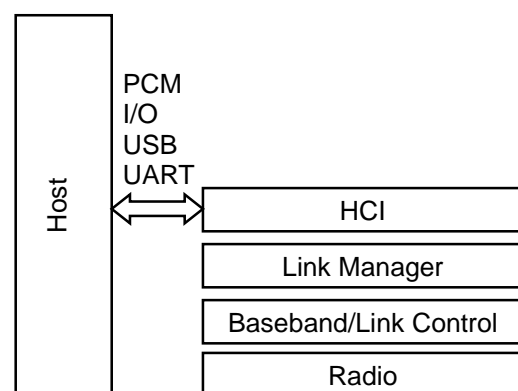 Host
PCM
I/O
USB
UART
HCI
Link Manager
Baseband/Link Control
Radio